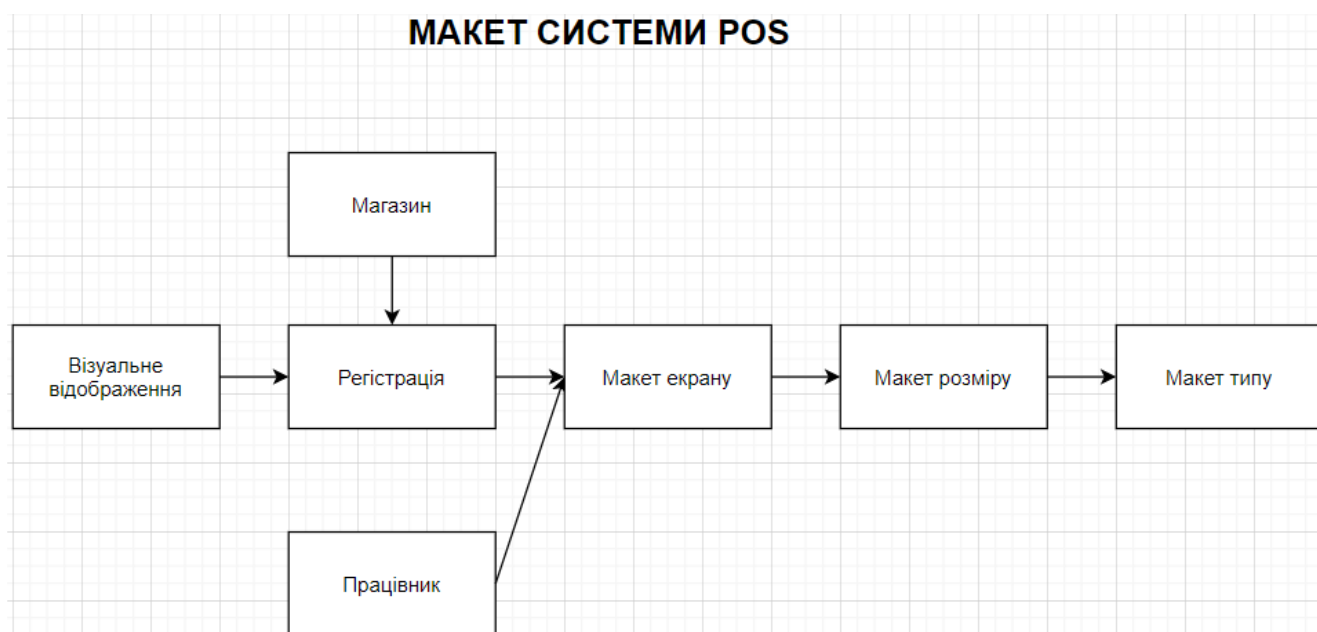 МАКЕТ СИСТЕМИ POS
Магазин
Візуальне
відображення
Регістрація
Макет екрану
Макет розміру
Макет типу
Працівник